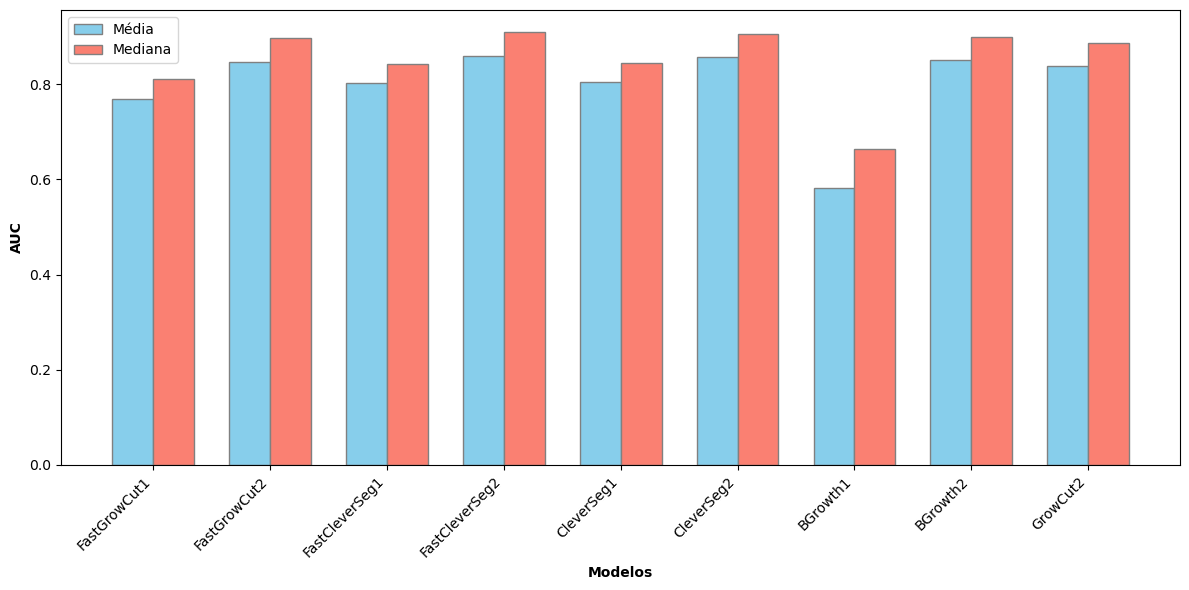 Média
Mediana
AUC
0.8
0.6
0.4
0.2
0.0
FastGrowCut1
FastGrowCut2
FastCleverSeg1
FastCleverSeg2
CleverSeg1
CleverSeg2
BGrowth1
BGrowth2
GrowCut2
Modelos